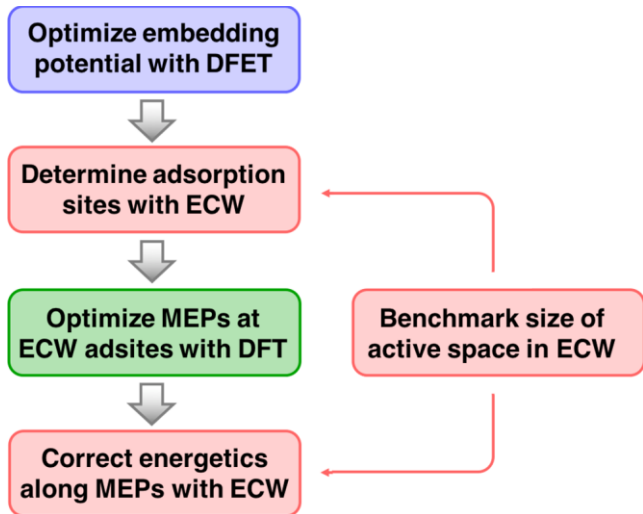 Optimize embedding
potential with DFET
Determine adsorption
sites with ECW
Optimize MEPs at
ECW adsites with DFT
Benchmark size of
active space in ECW
Correct energetics
along MEPs with ECW